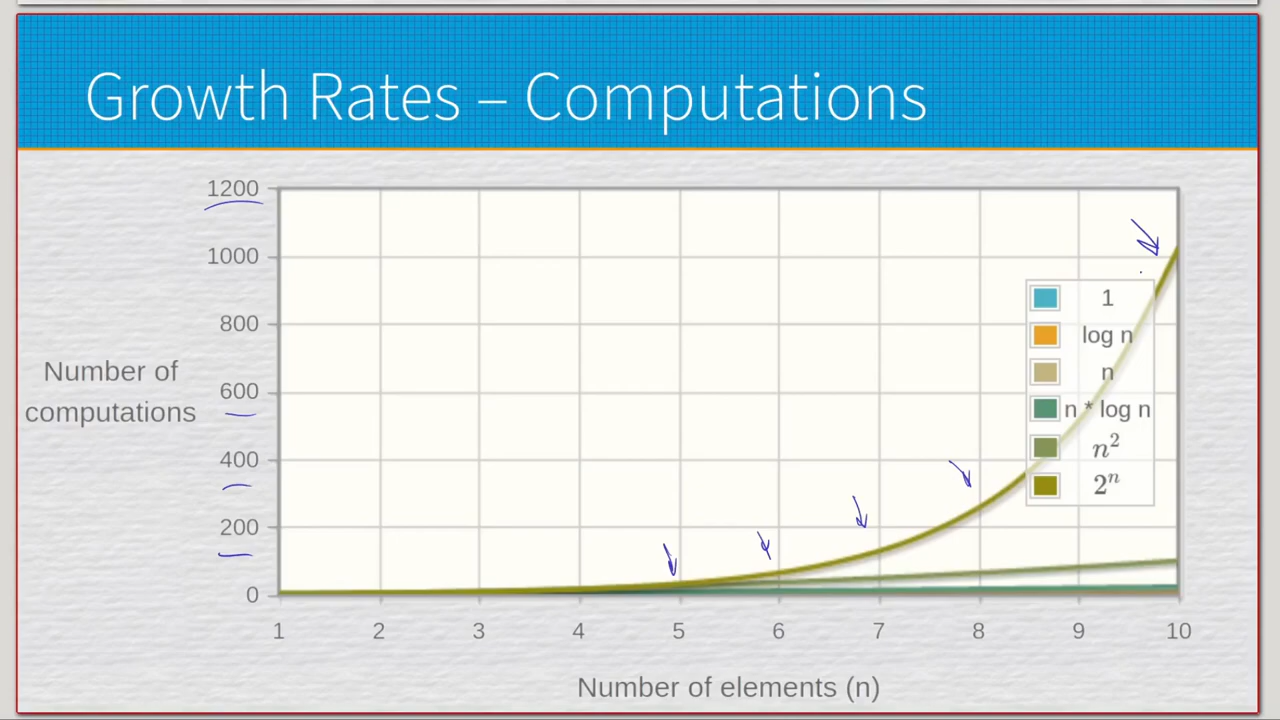 Growth Rates – Computations
1200
1000
800
600
400
200
0
Number of
computations
1
log n
n
n * log n
n²
2ⁿ
1 2 3 4 5 6 7 8 9 10
Number of elements (n)